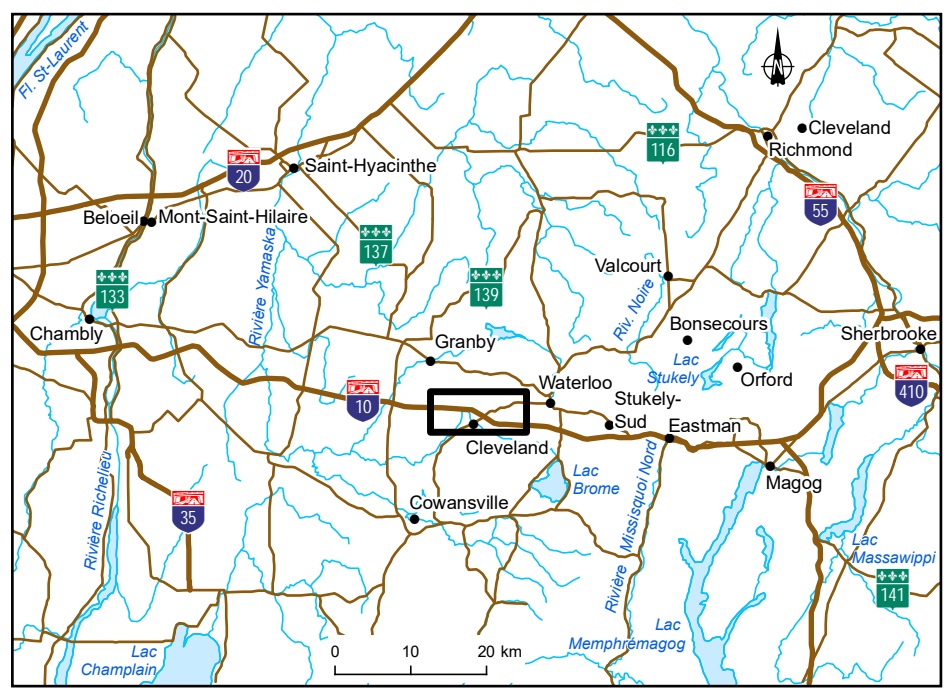 Fl. St-Laurent
116
Cleveland
Richmond
20
Saint-Hyacinthe
55
Beloeil
Mont-Saint-Hilaire
137
Rivière Yamaska
133
139
Valcourt
Riv. Noire
Chambly
Bonsecours
Sherbrooke
Granby
Lac
Stukely
Orford
410
10
Waterloo
Stukely-
Sud
Eastman
Cleveland
Magog
Lac
Brome
Rivière Missisquoi Nord
Cowansville
35
Rivière Richelieu
Lac
Massawippi
141
Lac
Memphrémagog
Lac
Champlain
0 10 20 km
N